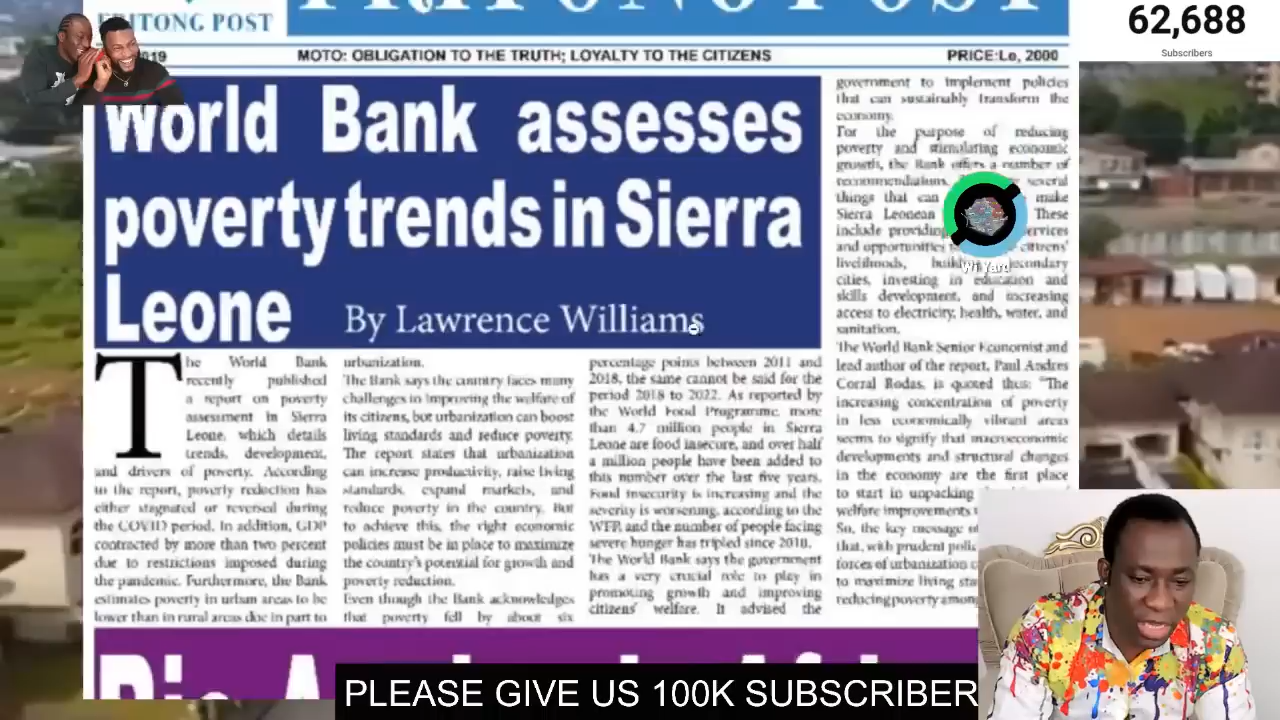 62,688
Subscribers
PRITONG POST
MOTO: OBLIGATION TO THE TRUTH; LOYALTY TO THE CITIZENS
PRICE:Le, 2000
World Bank assesses
poverty trends in Sierra
Leone
By Lawrence Williams
The World Bank
recently published
a report on poverty
assessment in Sierra
Leone, which details
trends, development,
and drivers of poverty. According
to the report, poverty reduction has
either stagnated or reversed during
the COVID period. In addition, GDP
contracted by more than two percent
due to restrictions imposed during
the pandemic. Furthermore, the Bank
estimates poverty in urban areas to be
lower than in rural areas due in part to
urbanization.
The Bank says the country faces many
challenges to improving the welfare of
its citizens, but urbanization can boost
living standards and reduce poverty.
The report states that urbanization
can increase productivity, raise living
standards, expand markets, and
reduce poverty in the country. But
to achieve this, the right economic
policies must be in place to maximize
the country's potential for growth and
poverty reduction.
Even though the Bank acknowledges
that poverty fell by about six
percentage points between 2011 and
2018, the same cannot be said for the
period 2018 to 2022. As reported by
the World Food Programme, more
than 4.7 million people in Sierra
Leone are food insecure, and over half
a million people have been added to
this number over the last five years.
Food insecurity is increasing and the
severity is worsening, according to the
WFP, and the number of people facing
severe hunger has tripled since 2018.
The World Bank says the government
has a very crucial role to play in
promoting growth and improving
citizens' welfare. It advised the
government to implement policies
that can sustainably transform the
economy.
For the purpose of reducing
poverty and stimulating economic
growth, the Bank offers a number of
recommendations. several
things that can make
Sierra Leonean These
include providing services
and opportunities citizens'
livelihoods, secondary
cities, investing in education and
skills development, and increasing
access to electricity, health, water, and
sanitation.
The World Bank Senior Economist and
lead author of the report, Paul Andres
Corral Rodas, is quoted thus: "The
increasing concentration of poverty
in less economically vibrant areas
seems to signify that macroeconomic
developments and structural changes
in the economy are the first place
to start in unpacking
welfare improvements
So, the key message
that, with prudent
forces of urbanization
to maximize living
reducing poverty
Wi Yard
PLEASE GIVE US 100K SUBSCRIBER